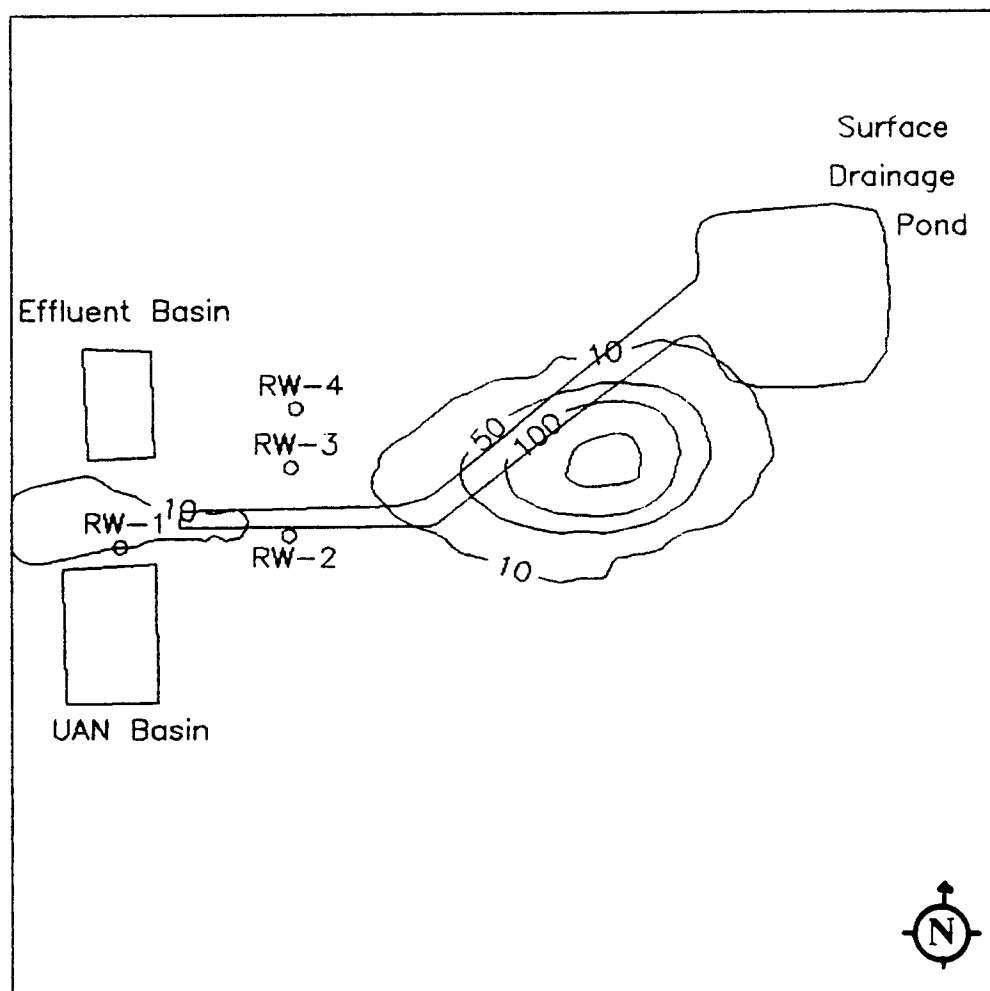 Surface
Drainage
Pond
Effluent Basin
10
RW-4
50
100
RW-3
10
RW-1
RW-2
10
UAN Basin
N